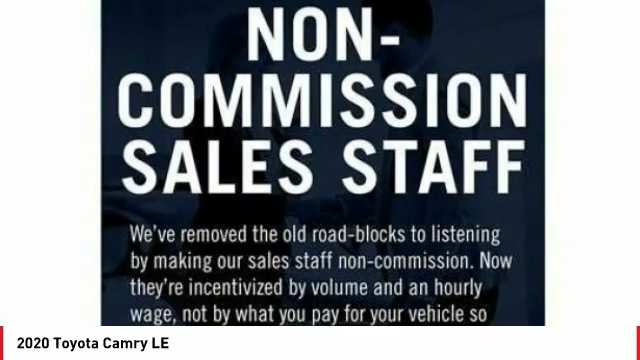 NON-
COMMISSION
SALES STAFF
We've removed the old road-blocks to listening
by making our sales staff non-commission. Now
they're incentivized by volume and an hourly
wage, not by what you pay for your vehicle so
2020 Toyota Camry LE